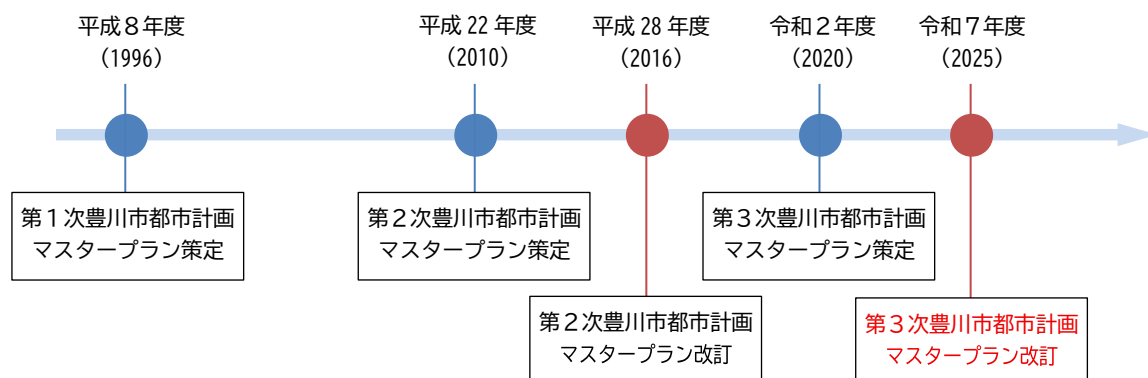 平成８年度
（1996）
平成 22 年度
（2010）
平成 28 年度
（2016）
令和２年度
（2020）
令和７年度
（2025）
第１次豊川市都市計画
マスタープラン策定
第２次豊川市都市計画
マスタープラン策定
第３次豊川市都市計画
マスタープラン策定
第２次豊川市都市計画
マスタープラン改訂
第３次豊川市都市計画
マスタープラン改訂